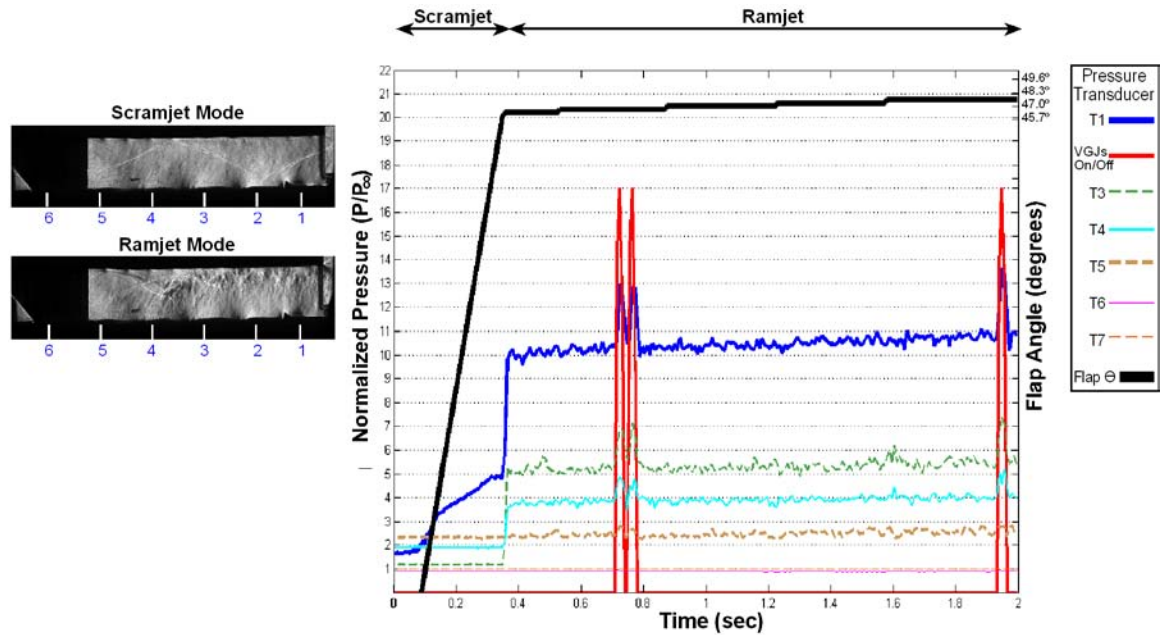 Scramjet
Ramjet
Scramjet Mode
6 5 4 3 2 1
Ramjet Mode
6 5 4 3 2 1
Normalized Pressure (P/P∞)
22
21
20
19
18
17
16
15
14
13
12
11
10
9
8
7
6
5
4
3
2
1
0 0.2 0.4 0.6 0.8 1 1.2 1.4 1.6 1.8 2
Time (sec)
49.6°
48.3°
47.0°
45.7°
Flap Angle (degrees)
Pressure
Transducer
T1
VGJs
On/Off
T3
T4
T5
T6
T7
Flap Θ